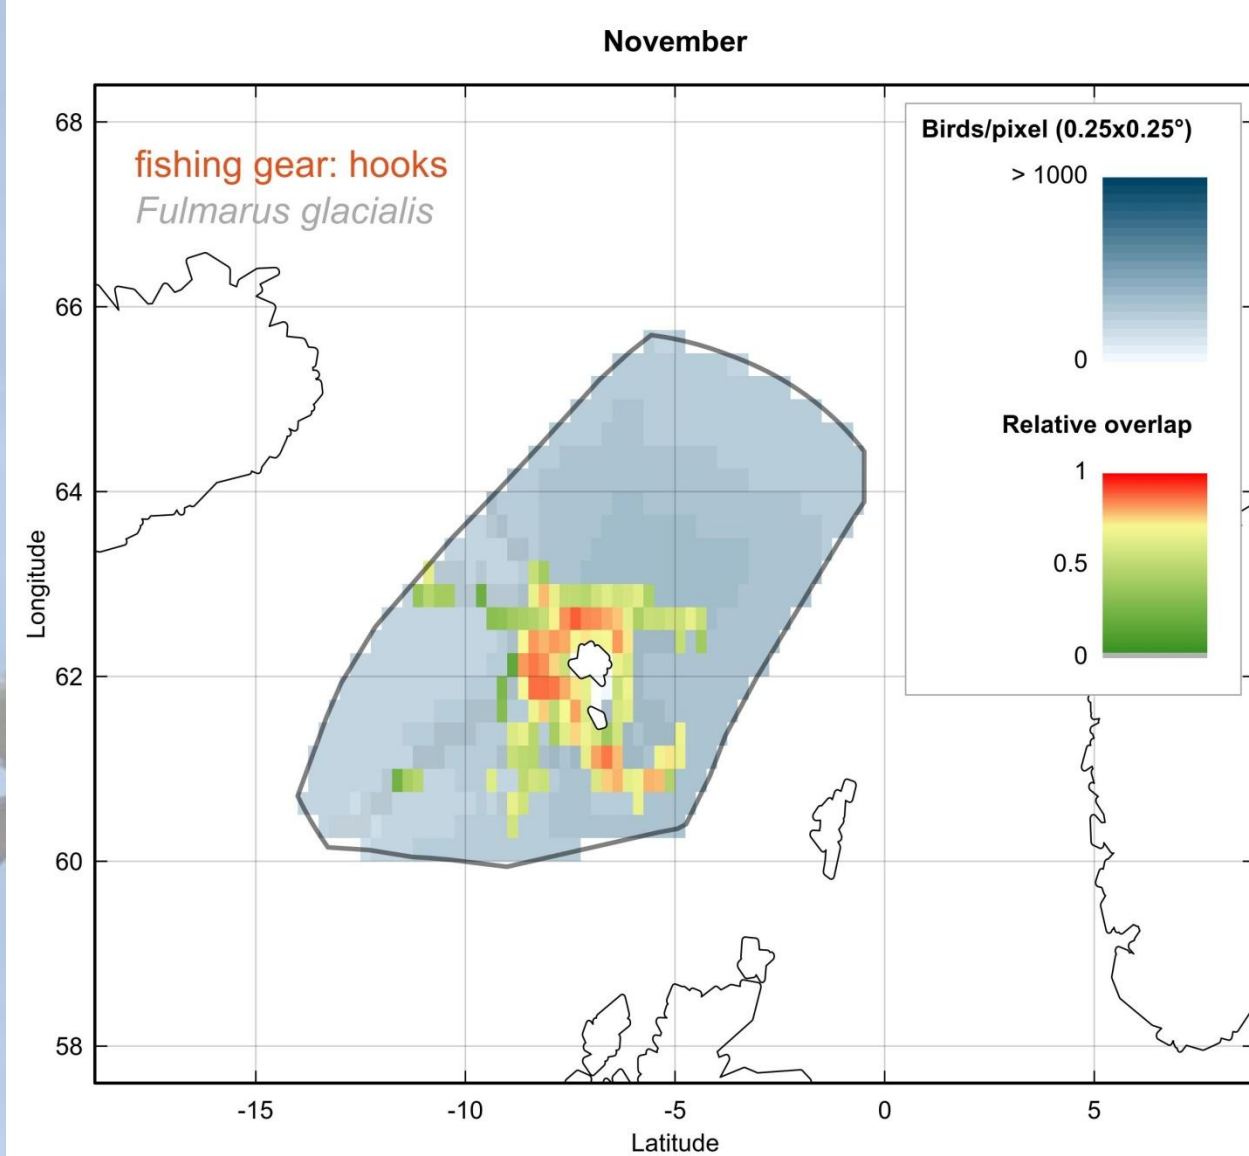 November
fishing gear: hooks
Fulmarus glacialis
Birds/pixel (0.25x0.25°)
> 1000
0
Relative overlap
1
0.5
0
68
66
64
62
60
58
Longitude
-15
-10
-5
0
5
Latitude